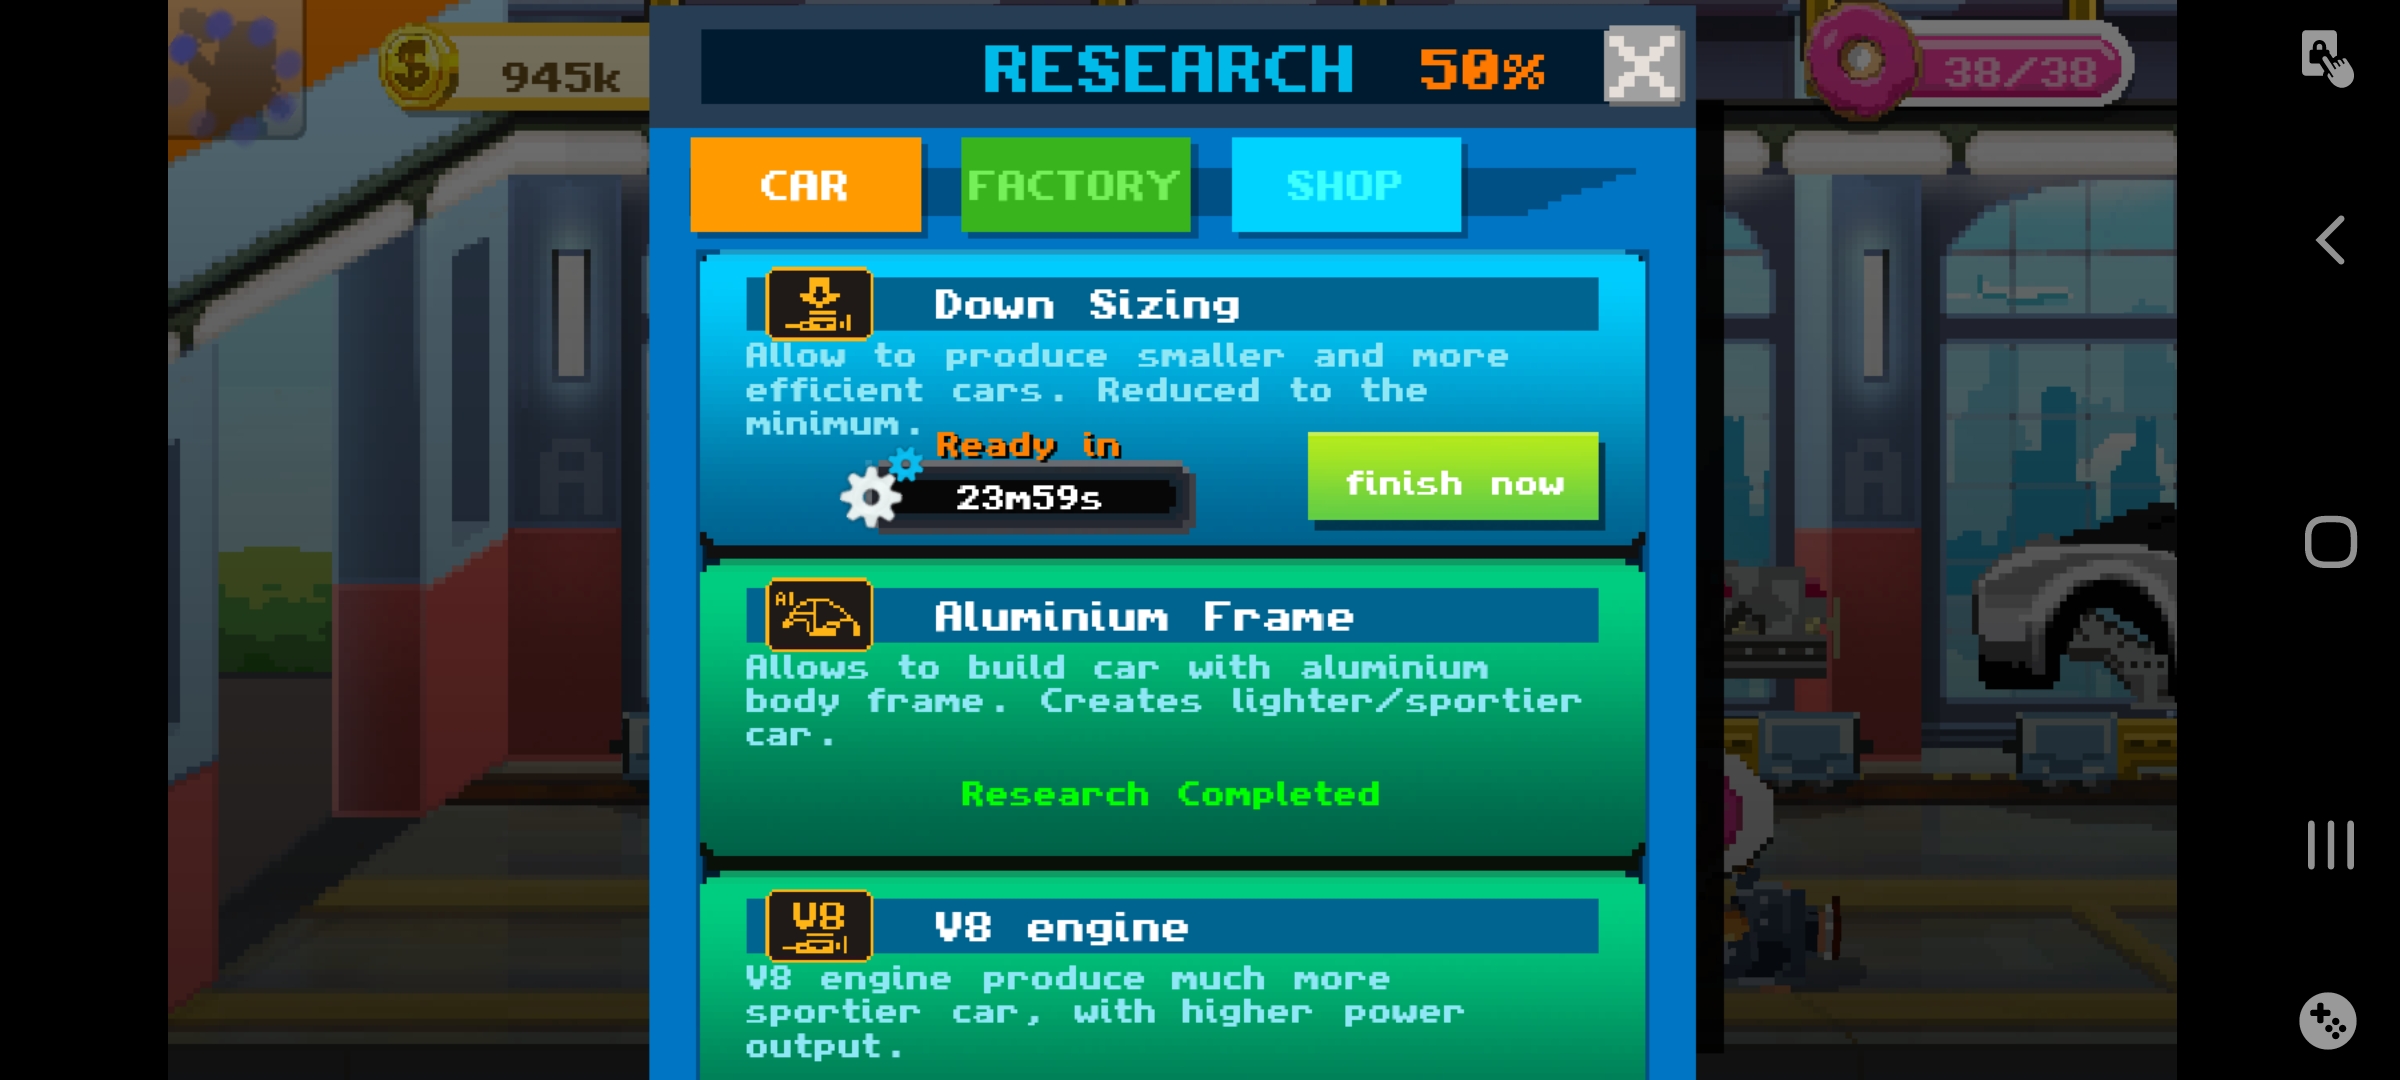 945k
RESEARCH 50%
38/38
CAR
FACTORY
SHOP
Down Sizing
Allow to produce smaller and more
efficient cars. Reduced to the
minimum.
Ready in
23m59s
finish now
Al
Aluminium Frame
Allows to build car with aluminium
body frame. Creates lighter/sportier
car.
Research Completed
V8
V8 engine
V8 engine produce much more
sportier car, with higher power
output.
A
A